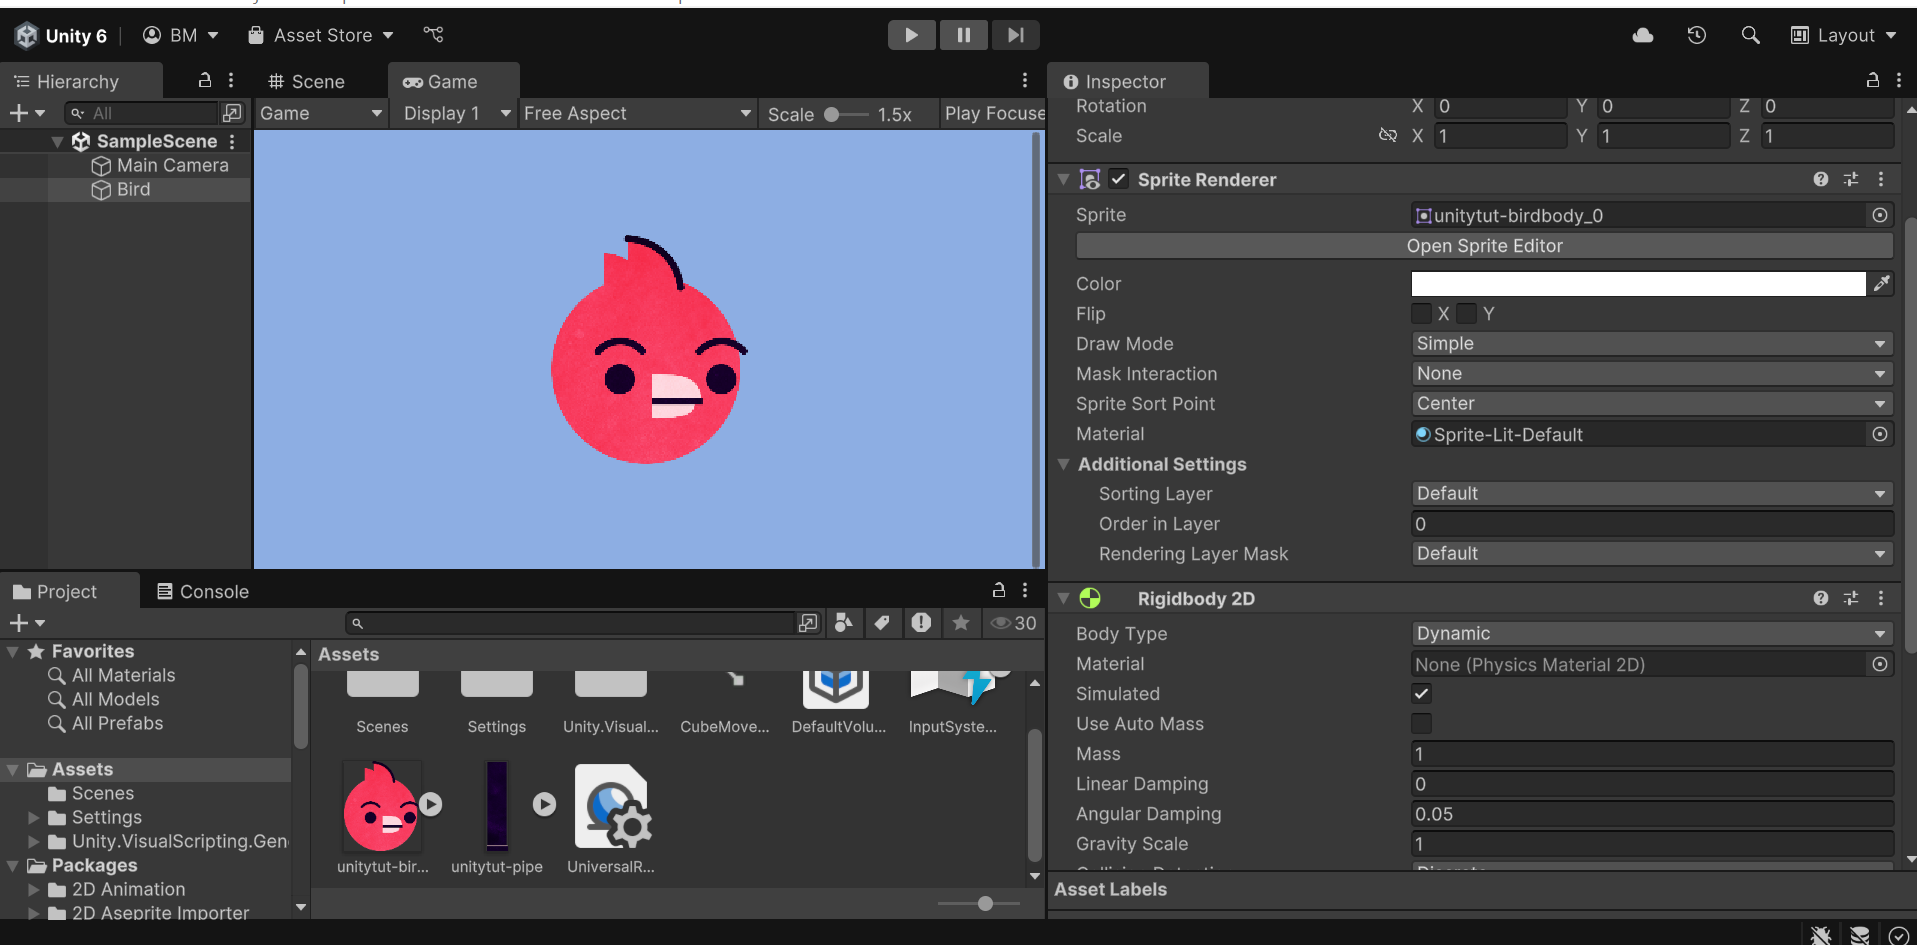 Unity 6
BM
Asset Store
Layout
Hierarchy
Scene
Game
Inspector
All
Game
Display 1
Free Aspect
Scale
1.5x
Play Focuse
SampleScene
Main Camera
Bird
Rotation X 0 Y 0 Z 0
Scale X 1 Y 1 Z 1
Sprite Renderer
Sprite unitytut-birdbody_0
Open Sprite Editor
Color
Flip X Y
Draw Mode Simple
Mask Interaction None
Sprite Sort Point Center
Material Sprite-Lit-Default
Additional Settings
Sorting Layer Default
Order in Layer 0
Rendering Layer Mask Default
Rigidbody 2D
Body Type Dynamic
Material None (Physics Material 2D)
Simulated
Use Auto Mass
Mass 1
Linear Damping 0
Angular Damping 0.05
Gravity Scale 1
Asset Labels
Project
Console
30
Favorites
All Materials
All Models
All Prefabs
Assets
Scenes
Settings
Unity.VisualScripting.Gen
Packages
2D Animation
2D Aseprite Importer
Assets
Scenes
Settings
Unity.Visual...
CubeMove...
DefaultVolu...
InputSyste...
unitytut-bir...
unitytut-pipe
UniversalR...